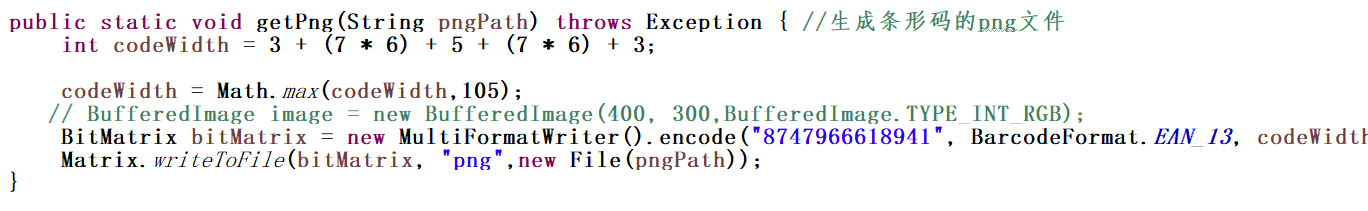 public static void getPng(String pngPath) throws Exception { //生成条形码的png文件
    int codeWidth = 3 + (7 * 6) + 5 + (7 * 6) + 3;
    codeWidth = Math.max(codeWidth,105);
   // BufferedImage image = new BufferedImage(400, 300,BufferedImage.TYPE_INT_RGB);
    BitMatrix bitMatrix = new MultiFormatWriter().encode("8747966618941", BarcodeFormat.EAN_13, codeWidth
    Matrix.writeToFile(bitMatrix, "png",new File(pngPath));
}